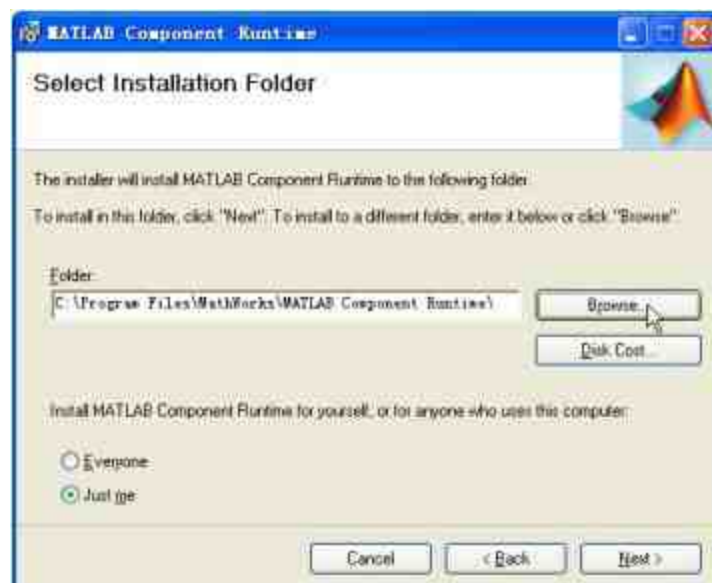 MATLAB Component Runtime
Select Installation Folder
The installer will install MATLAB Component Runtime to the following folder.
To install in this folder, click "Next". To install to a different folder, enter it below or click "Browse".
Folder:
C:\Program Files\MathWorks\MATLAB Component Runtime\
Browse...
Disk Cost...
Install MATLAB Component Runtime for yourself, or for anyone who uses this computer:
Everyone
Just me
Cancel
< Back
Next >